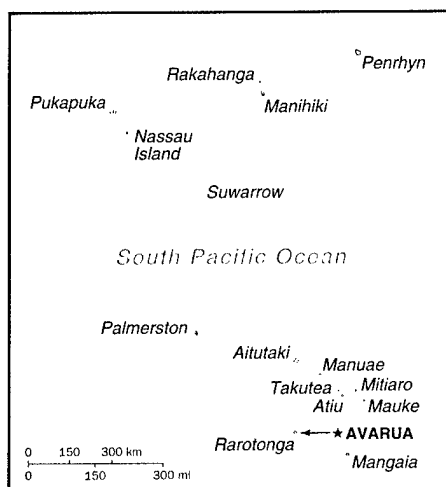 Penrhyn
Rakahanga
Manihiki
Pukapuka
Nassau
Island
Suwarrow
South Pacific Ocean
Palmerston
Aitutaki
Manuae
Takutea
Mitiaro
Atiu
Mauke
Rarotonga
AVARUA
Mangaia
0 150 300 km
0 150 300 mi